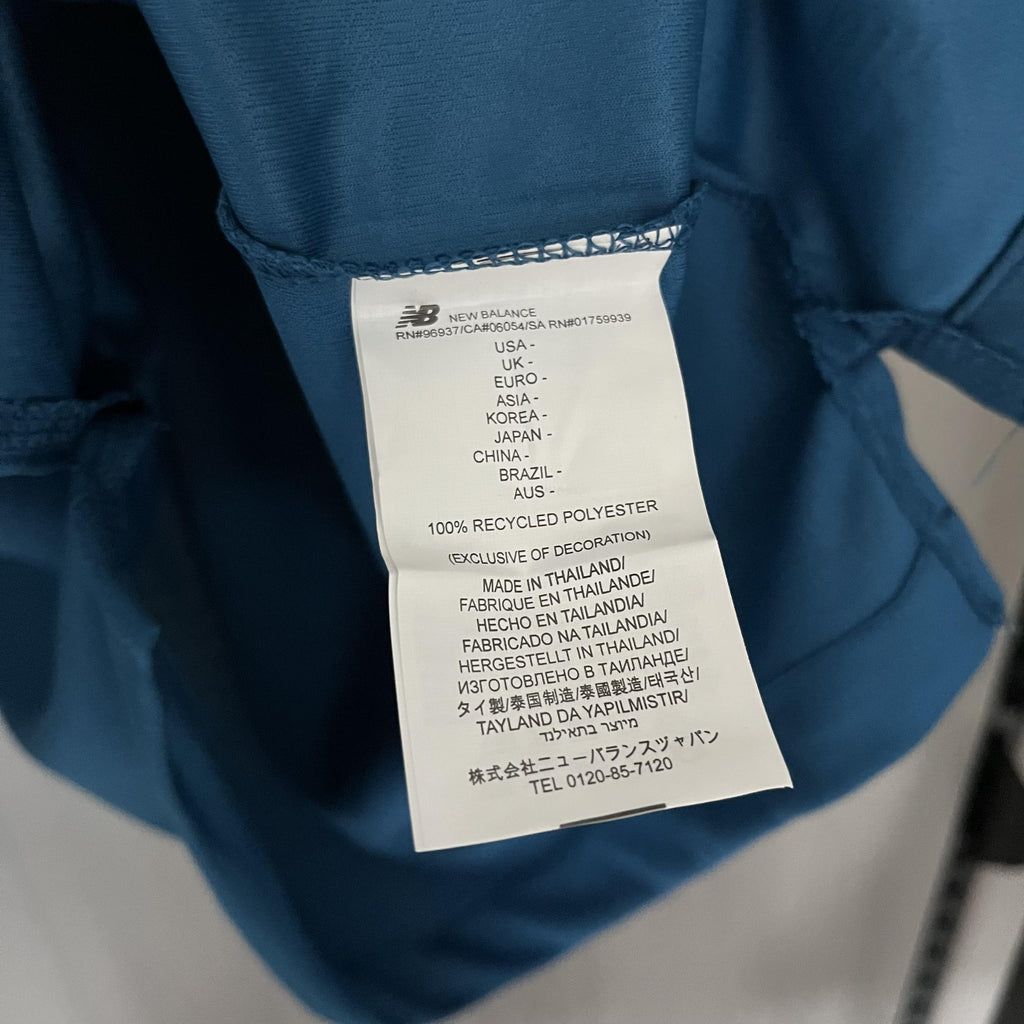 NB NEW BALANCE
RN#96937/CA#06054/SA RN#01759939
USA -
UK -
EURO -
ASIA -
KOREA -
JAPAN -
CHINA -
BRAZIL -
AUS -
100% RECYCLED POLYESTER
(EXCLUSIVE OF DECORATION)
MADE IN THAILAND/
FABRIQUE EN THAILANDE/
HECHO EN TAILANDIA/
FABRICADO NA TAILANDIA/
HERGESTELLT IN THAILAND/
ИЗГОТОВЛЕНО В ТАИЛАНДЕ/
タイ製/泰国制造/泰國製造/태국산/
TAYLAND DA YAPILMISTIR/
מיוצר בתאילנד
株式会社ニューバランスヅャパン
TEL 0120-85-7120